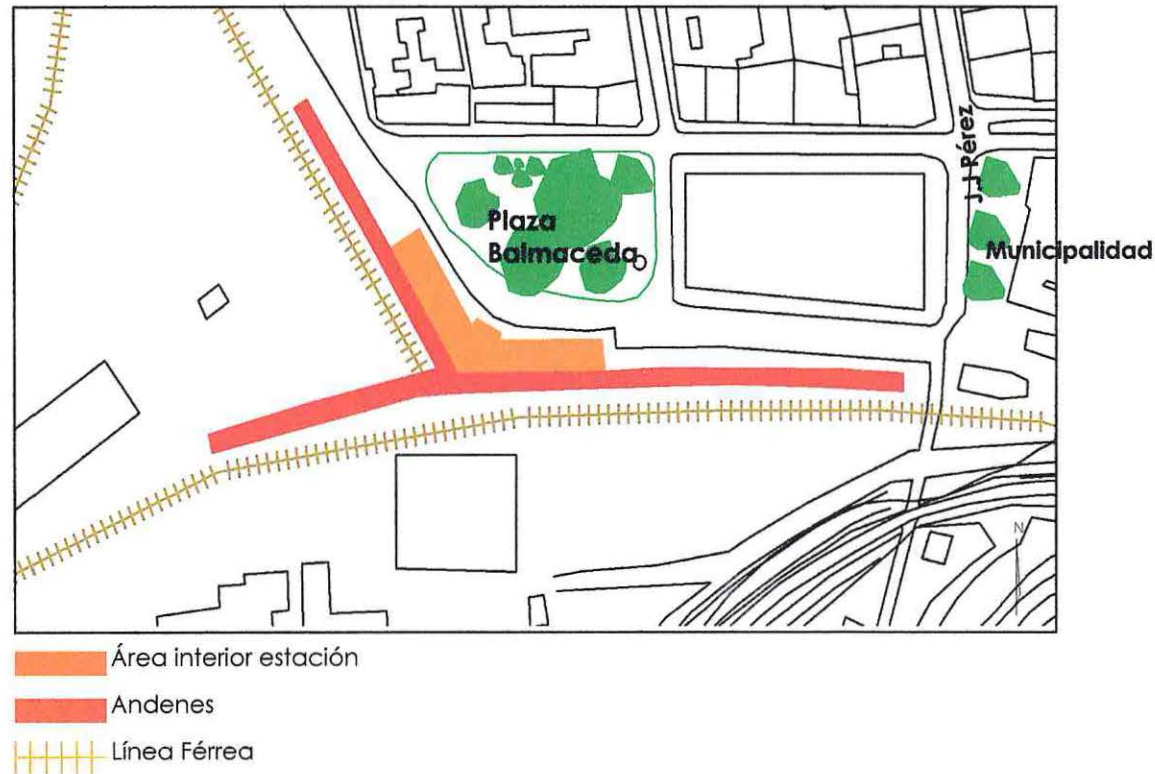 J.J Pérez
Plaza
Balmaceda
Municipalidad
N
Área interior estación
Andenes
Línea Férrea